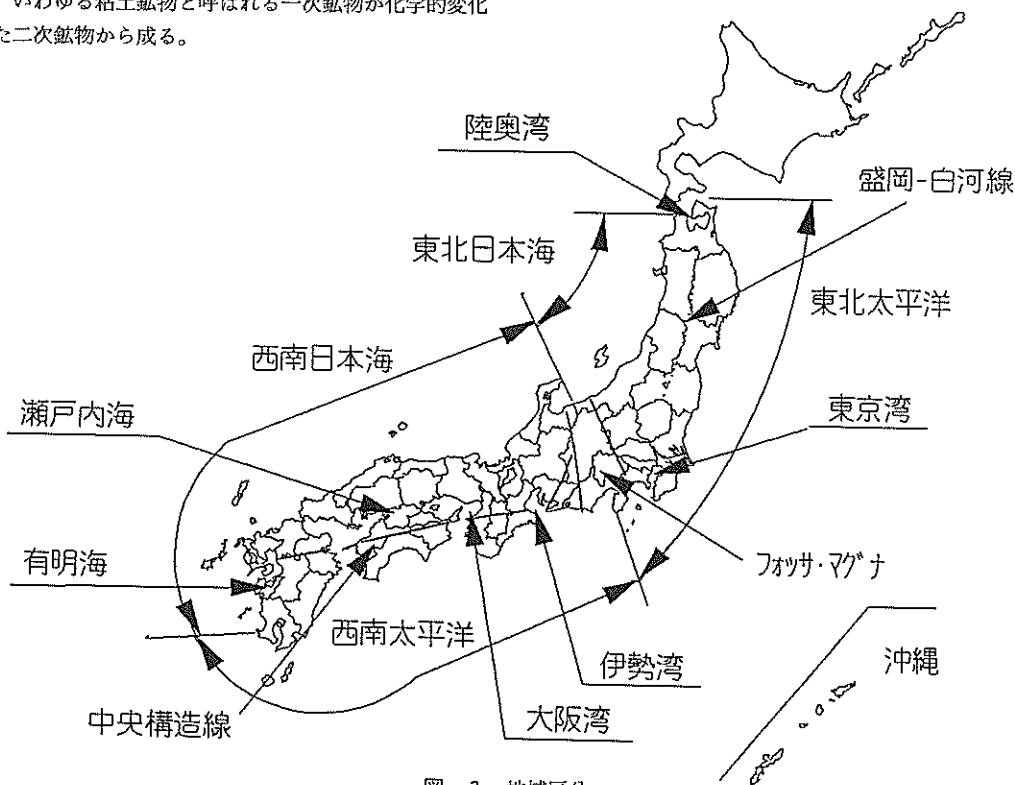 いわゆる粘土鉱物と呼ばれる一次鉱物が化学的変化
た二次鉱物から成る。
陸奥湾
盛岡-白河線
東北日本海
東北太平洋
西南日本海
瀬戸内海
東京湾
有明海
フォッサ・マグナ
西南太平洋
伊勢湾
沖縄
中央構造線
大阪湾